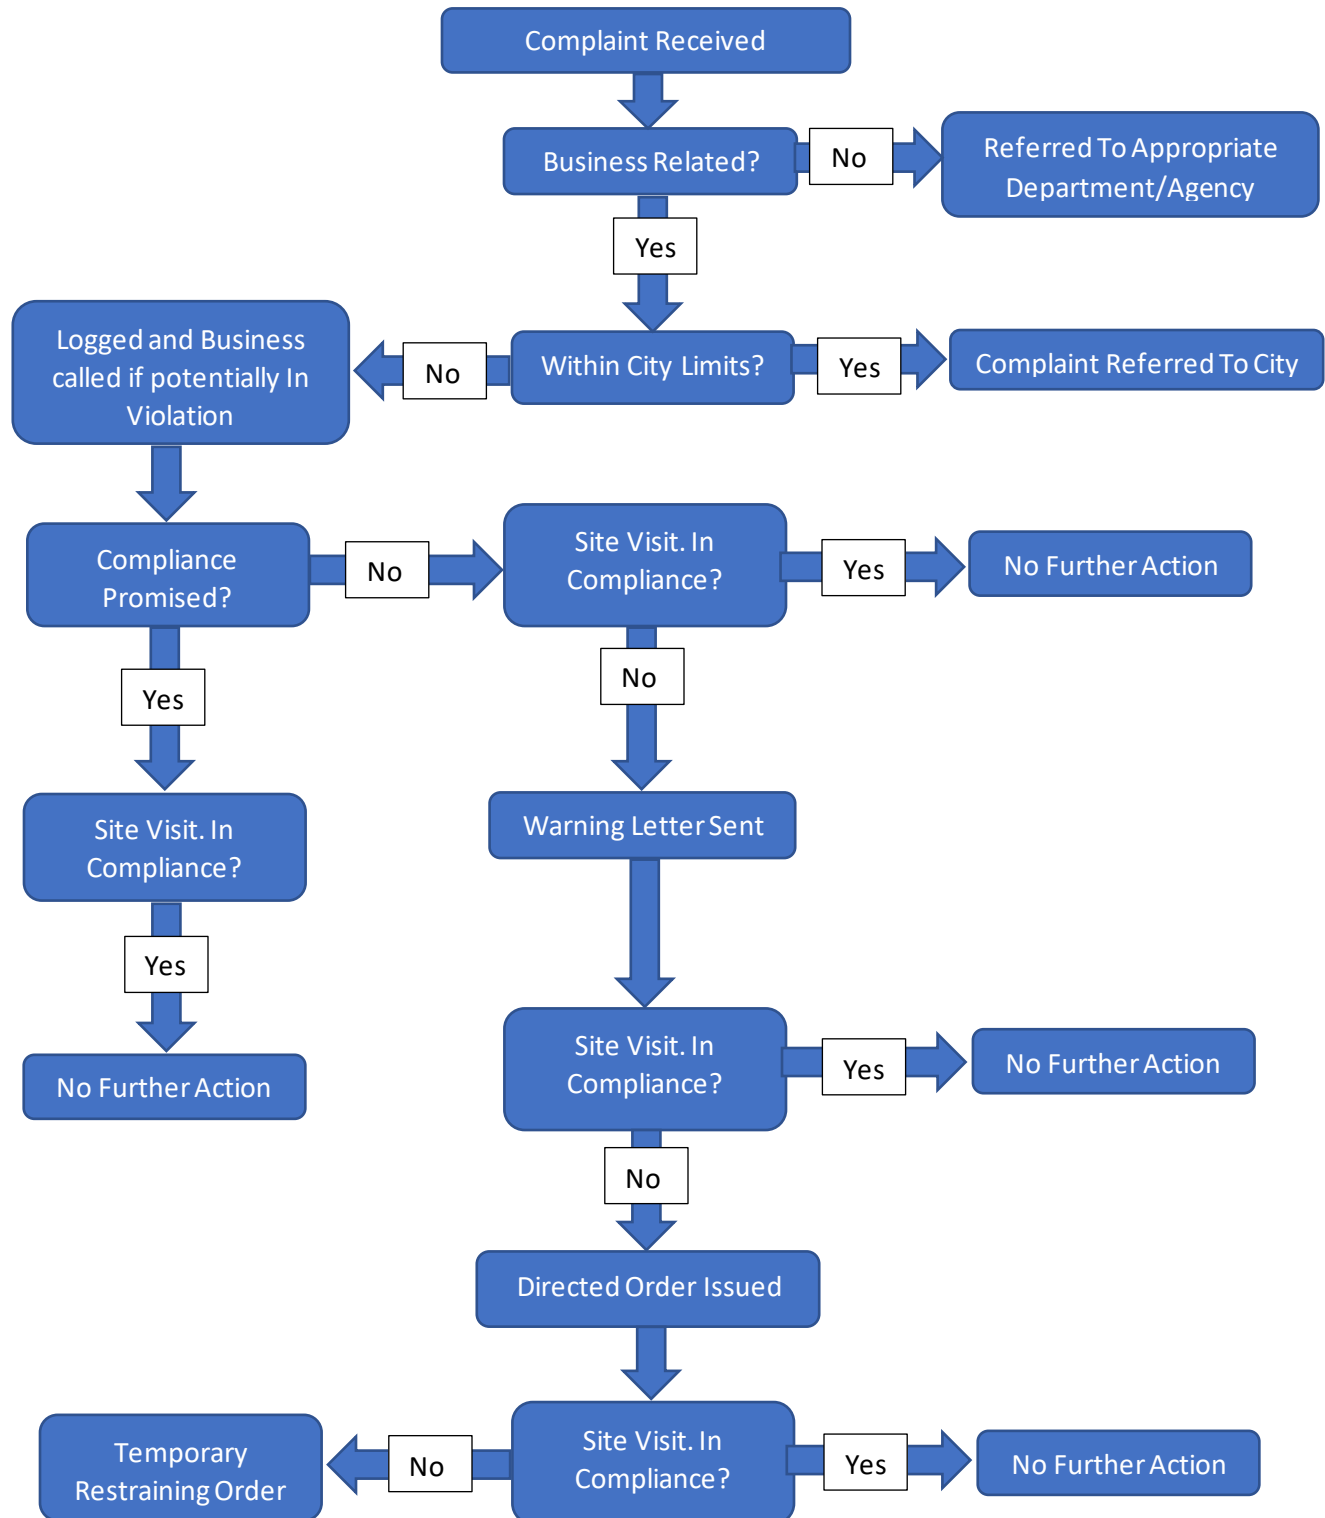 Complaint Received
Business Related?
No
Referred To Appropriate
Department/Agency
Yes
Logged and Business
called if potentially In
Violation
No
Within City Limits?
Yes
Complaint Referred To City
Compliance
Promised?
No
Site Visit. In
Compliance?
Yes
No Further Action
Yes
No
Site Visit. In
Compliance?
Warning Letter Sent
Yes
No Further Action
Site Visit. In
Compliance?
Yes
No Further Action
No
Directed Order Issued
Temporary
Restraining Order
No
Site Visit. In
Compliance?
Yes
No Further Action